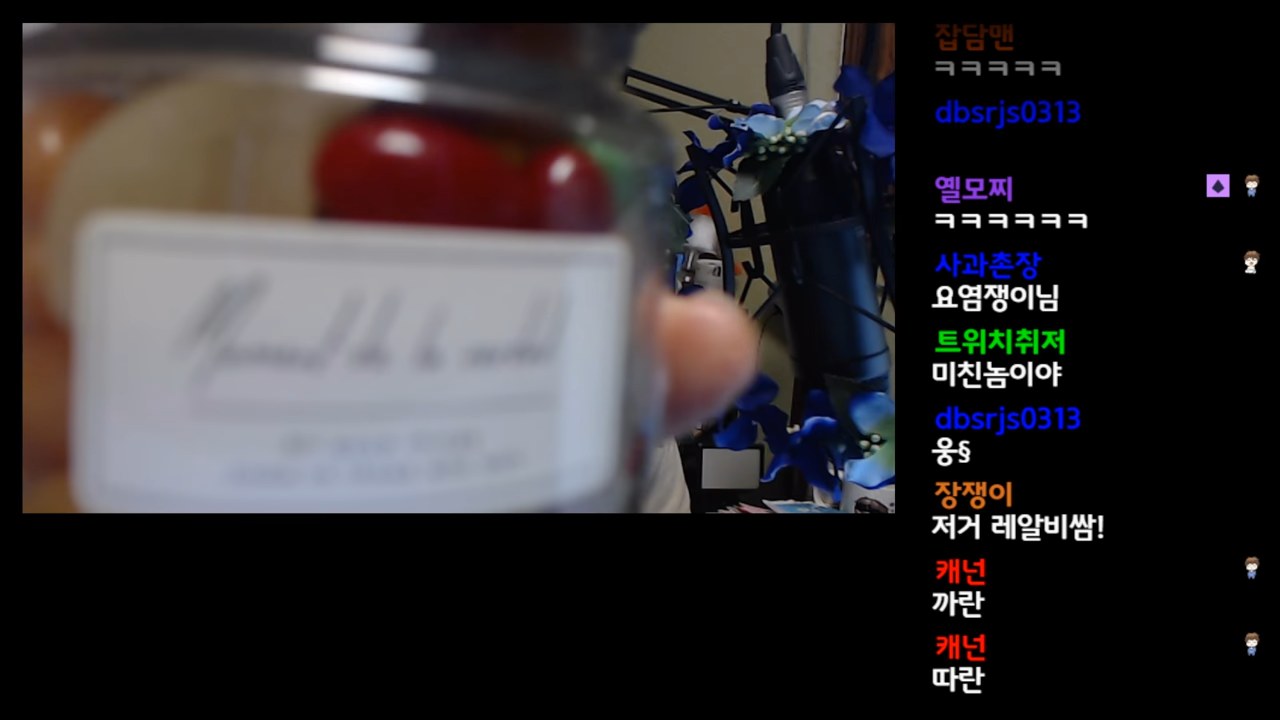 잡담맨
ㅋㅋㅋㅋㅋ
dbsrjs0313
옐모찌
ㅋㅋㅋㅋㅋㅋ
사과촌장
요염쟁이님
트위치취저
미친놈이야
dbsrjs0313
웅§
장쟁이
저거 레알비쌈!
캐넌
까란
캐넌
따란